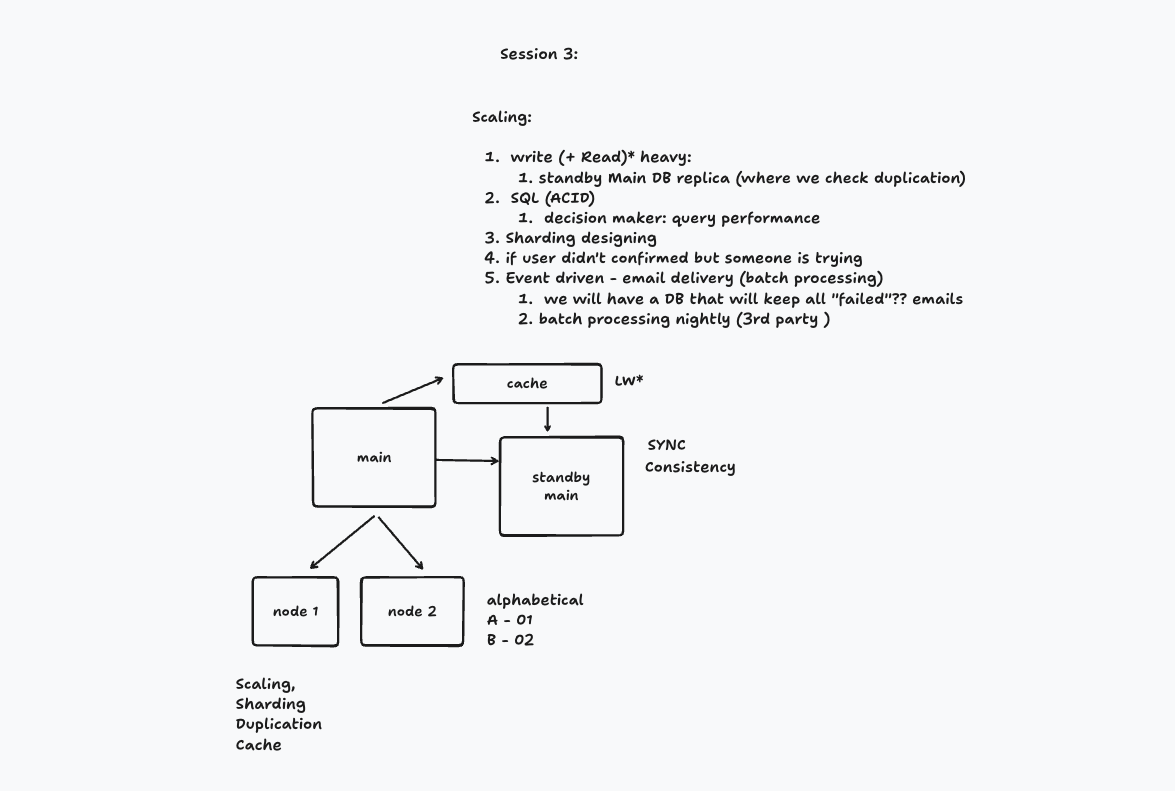 Session 3:
Scaling:
1. write (+ Read)* heavy:
1. standby Main DB replica (where we check duplication)
2. SQL (ACID)
1. decision maker: query performance
3. Sharding designing
4. if user didn't confirmed but someone is trying
5. Event driven - email delivery (batch processing)
1. we will have a DB that will keep all "failed"?? emails
2. batch processing nightly (3rd party )
cache
LW*
main
standby
main
SYNC
Consistency
node 1
node 2
alphabetical
A - 01
B - 02
Scaling,
Sharding
Duplication
Cache